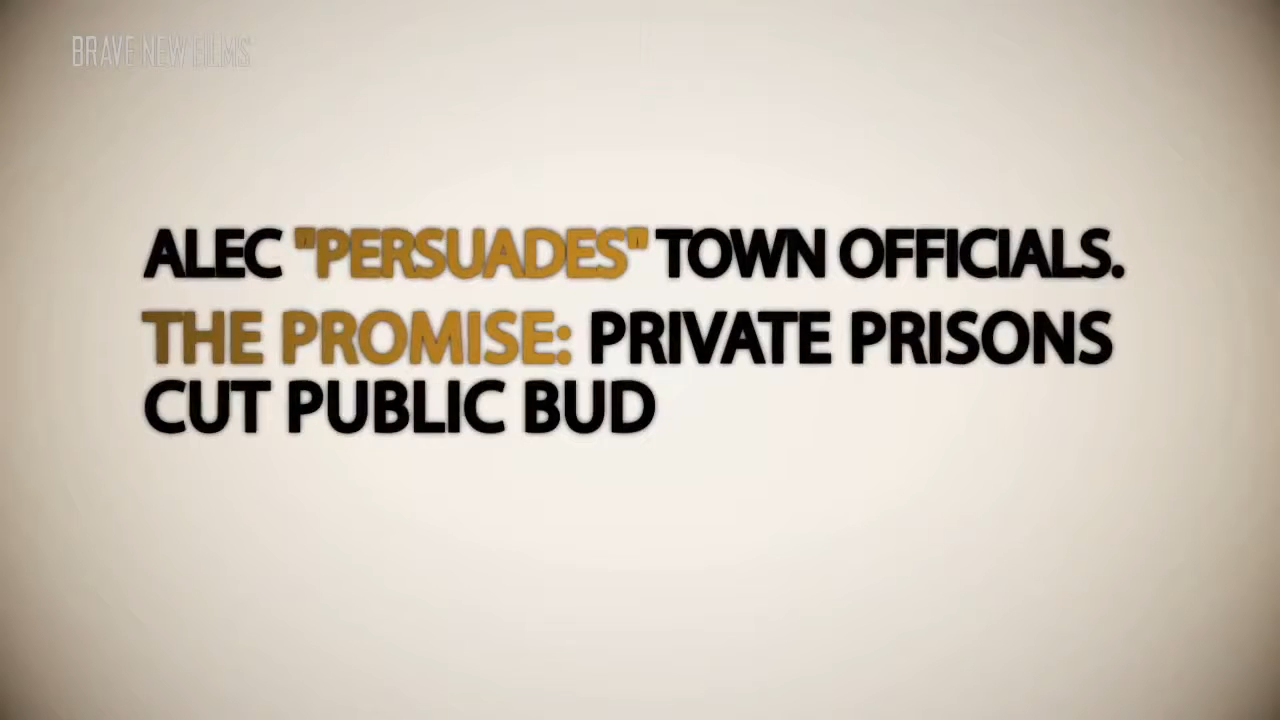 BRAVE NEW FILMS
ALEC "PERSUADES" TOWN OFFICIALS.
THE PROMISE: PRIVATE PRISONS
CUT PUBLIC BUD